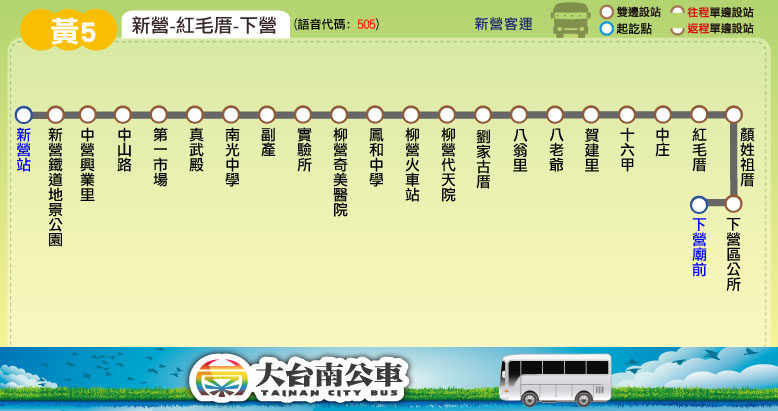 黃5
新營-紅毛厝-下營 (語音代碼: 505)
新營客運
雙邊設站
往程單邊設站
起訖點
返程單邊設站
新營站
新營鐵道地景公園
中營興業里
中山路
第一市場
真武殿
南光中學
副產
實驗所
柳營奇美醫院
鳳和中學
柳營火車站
柳營代天院
劉家古厝
八翁里
八老爺
賀建里
十六甲
中庄
紅毛厝
顏姓祖厝
下營區公所
下營廟前
大台南公車
TAINAN CITY BUS